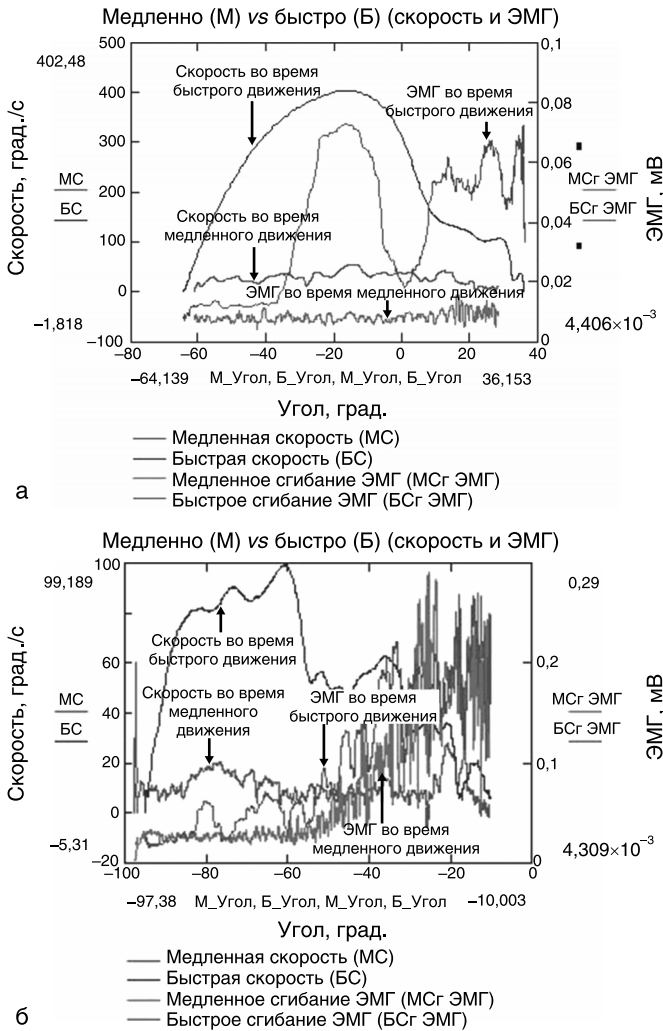 Медленно (М) vs быстро (Б) (скорость и ЭМГ)
402,48
500
400
300
200
100
0
−100
Скорость, град./с
МС
БС
−1,818
Скорость во время
быстрого движения
ЭМГ во время
быстрого движения
Скорость во время
медленного движения
ЭМГ во время медленного движения
0,1
0,08
0,06
0,04
0,02
0
МСг ЭМГ
БСг ЭМГ
ЭМГ, мВ
4,406×10−3
−80
−60
−40
−20
0
20
40
−64,139
М_Угол, Б_Угол, М_Угол, Б_Угол
36,153
Угол, град.
Медленная скорость (МС)
Быстрая скорость (БС)
Медленное сгибание ЭМГ (МСг ЭМГ)
Быстрое сгибание ЭМГ (БСг ЭМГ)
а
Медленно (М) vs быстро (Б) (скорость и ЭМГ)
99,189
100
80
60
40
20
0
−20
Скорость, град./с
МС
БС
−5,31
Скорость во время
быстрого движения
Скорость во время
медленного
движения
ЭМГ во время
быстрого движения
ЭМГ во время
медленного движения
0,29
0,2
0,1
0
МСг ЭМГ
БСг ЭМГ
ЭМГ, мВ
4,309×10−3
−100
−80
−60
−40
−20
0
−97,38
М_Угол, Б_Угол, М_Угол, Б_Угол
−10,003
Угол, град.
Медленная скорость (МС)
Быстрая скорость (БС)
Медленное сгибание ЭМГ (МСг ЭМГ)
Быстрое сгибание ЭМГ (БСг ЭМГ)
б